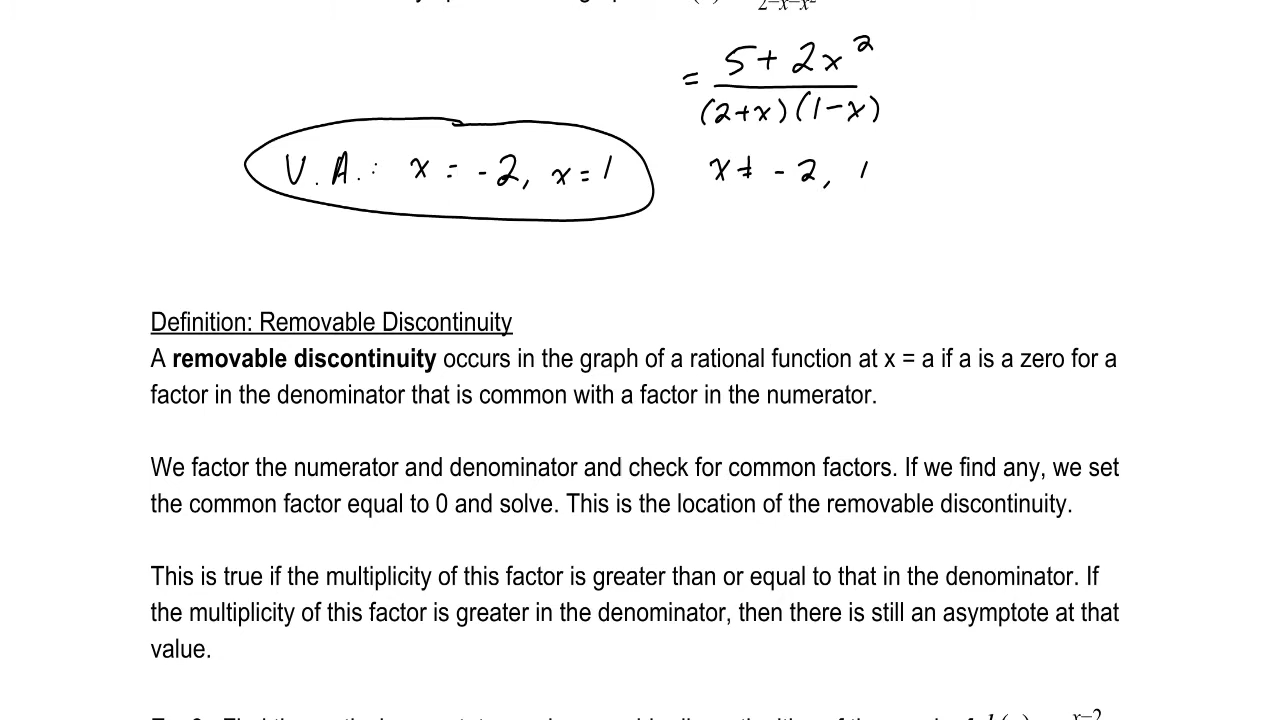 2−x−x²
= 5 + 2x²
(2+x)(1-x)
V.A.: x = -2, x = 1
x ≠ -2, 1
Definition: Removable Discontinuity
A removable discontinuity occurs in the graph of a rational function at x = a if a is a zero for a
factor in the denominator that is common with a factor in the numerator.
We factor the numerator and denominator and check for common factors. If we find any, we set
the common factor equal to 0 and solve. This is the location of the removable discontinuity.
This is true if the multiplicity of this factor is greater than or equal to that in the denominator. If
the multiplicity of this factor is greater in the denominator, then there is still an asymptote at that
value.
x−2